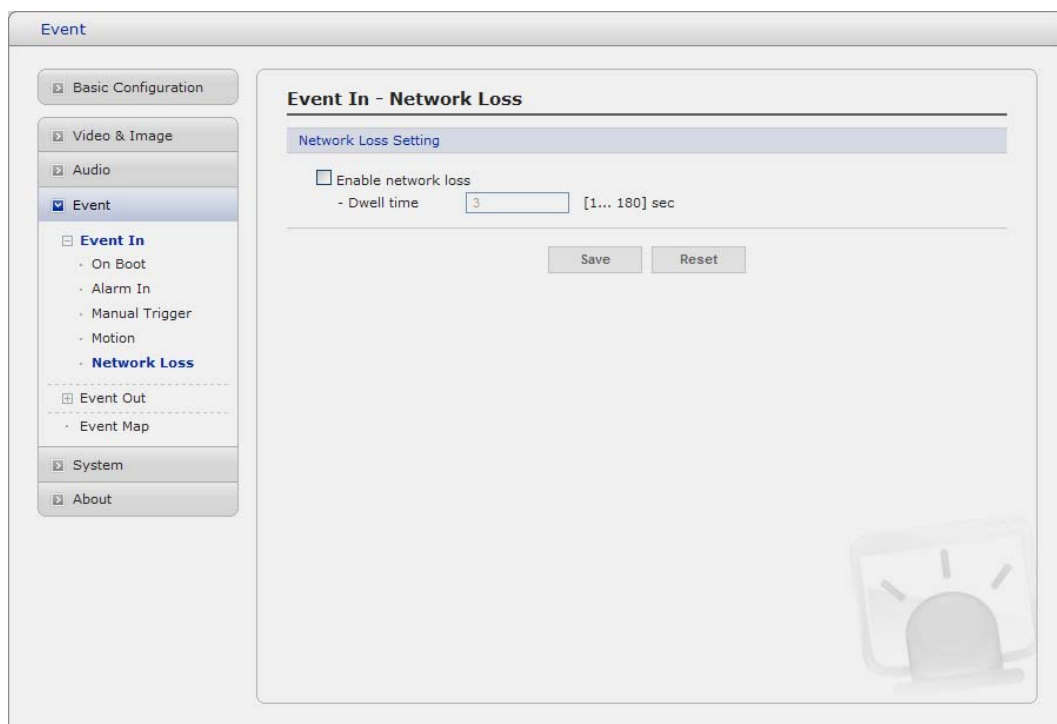 Event
Basic Configuration
Video & Image
Audio
Event
Event In
On Boot
Alarm In
Manual Trigger
Motion
Network Loss
Event Out
Event Map
System
About
Event In - Network Loss
Network Loss Setting
Enable network loss
- Dwell time 3 [1... 180] sec
Save Reset